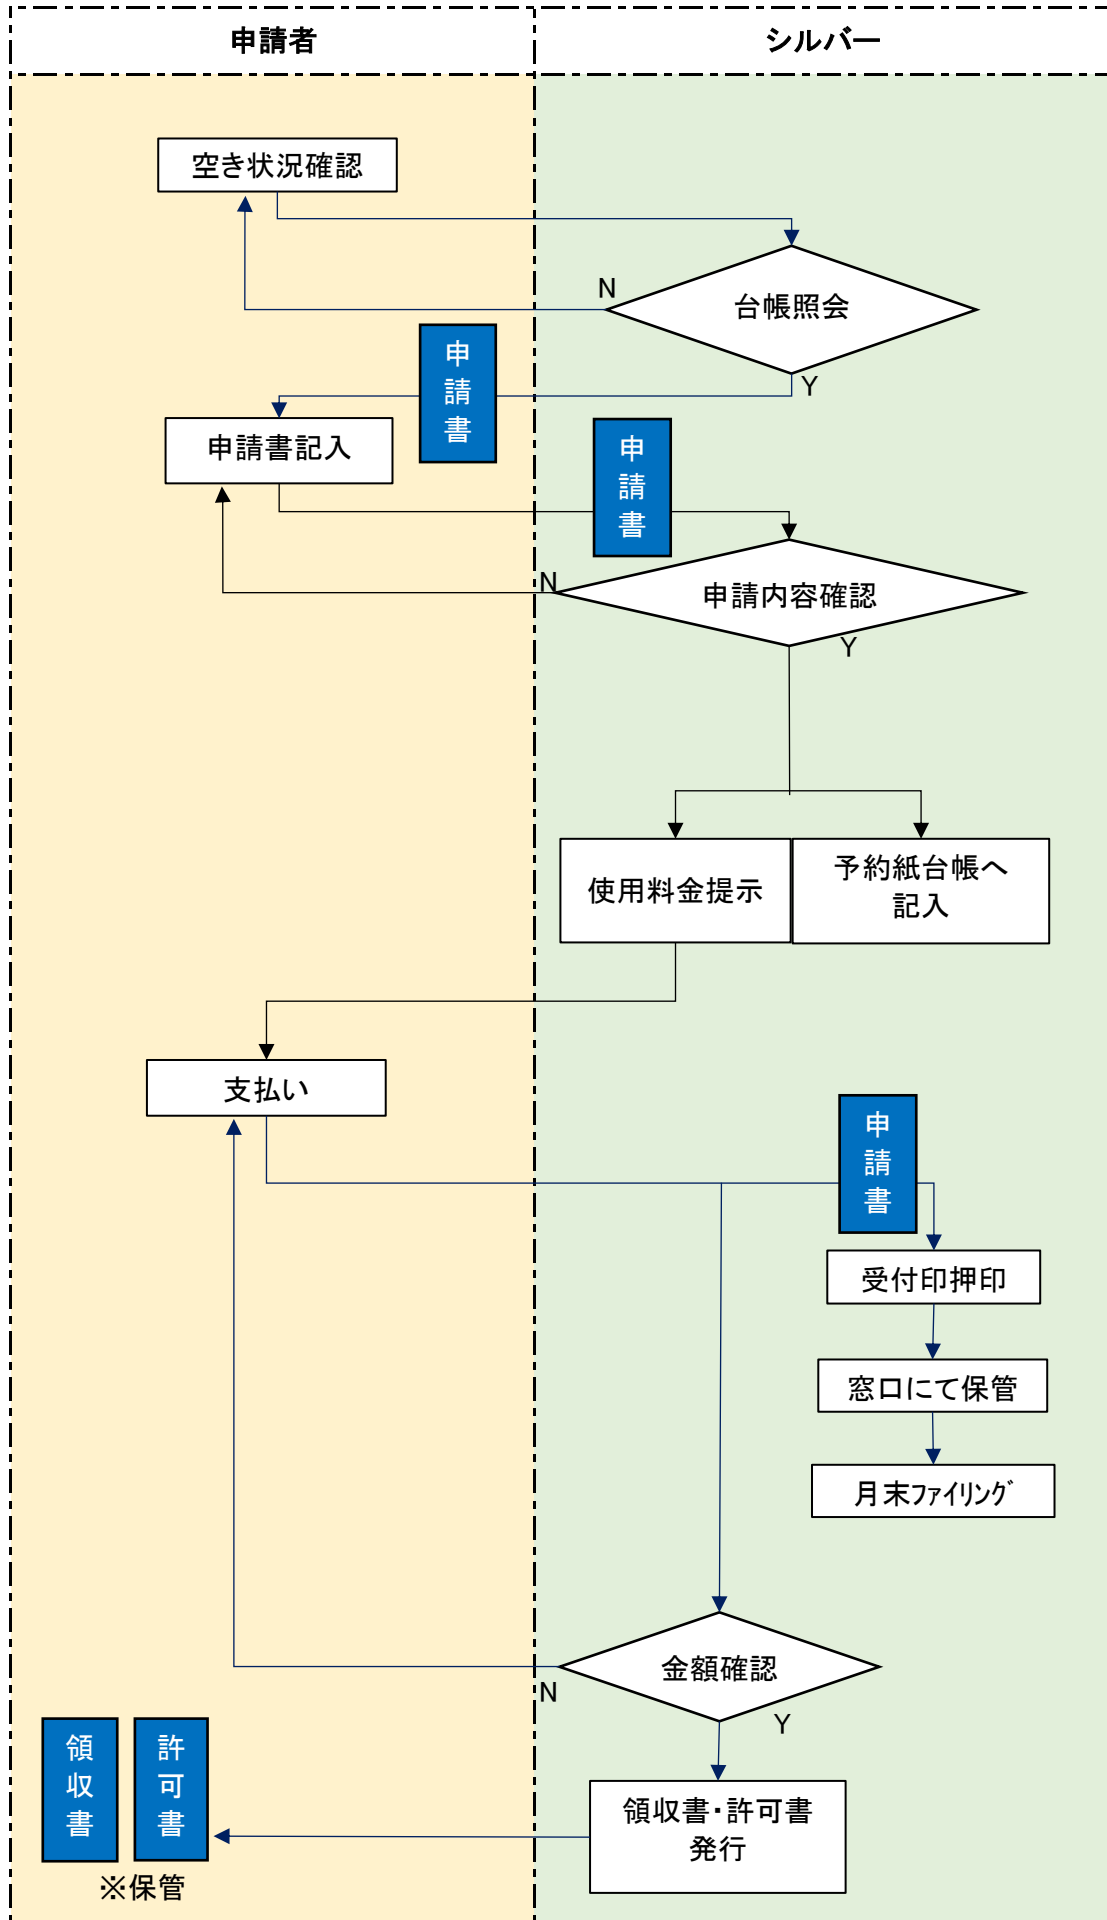 申請者
シルバー
空き状況確認
N
台帳照会
Y
申請書
申請書記入
申請書
N
申請内容確認
Y
使用料金提示
予約紙台帳へ
記入
支払い
申請書
受付印押印
窓口にて保管
月末ﾌｧｲﾘﾝｸﾞ
金額確認
N
Y
領収書
許可書
領収書・許可書
発行
※保管